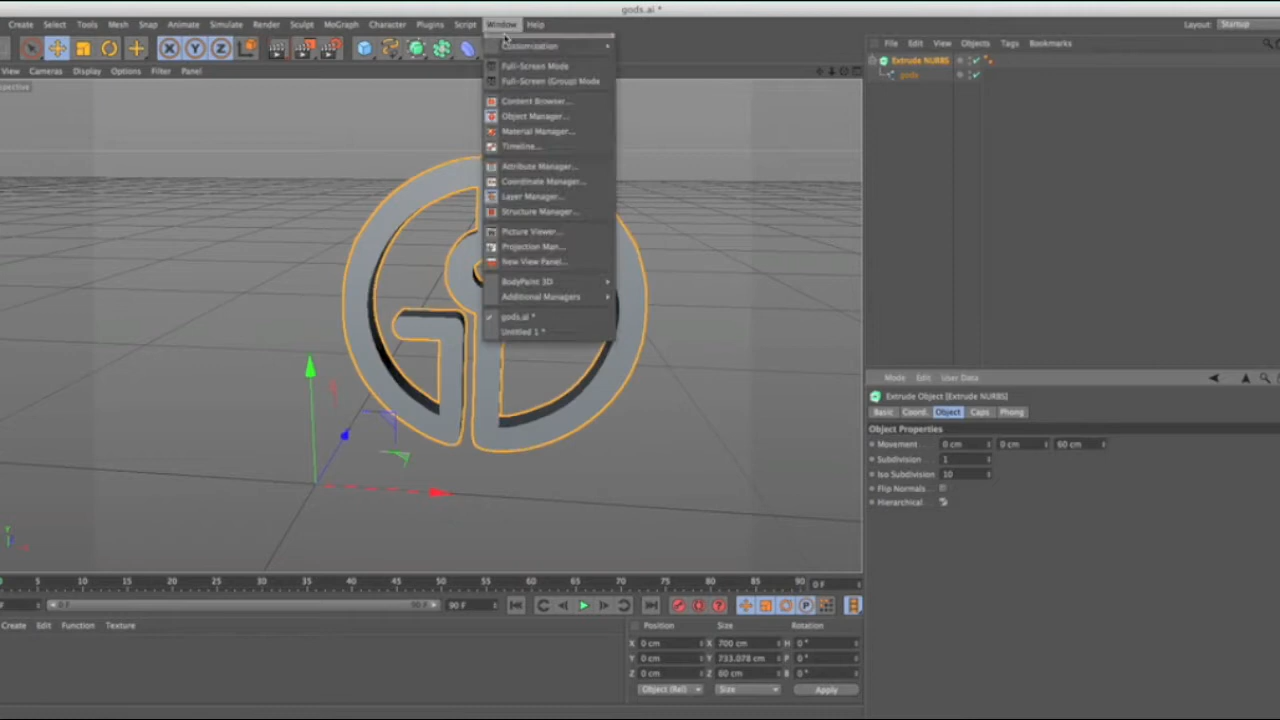 gods.ai *
Create Select Tools Mesh Snap Animate Simulate Render Sculpt MoGraph Character Plugins Script Window Help
Layout: Startup
View Cameras Display Options Filter Panel
File Edit View Objects Tags Bookmarks
Extrude NURBS
gods
Customization
Full-Screen Mode
Full-Screen (Group) Mode
Content Browser...
Object Manager...
Material Manager...
Timeline...
Attribute Manager...
Coordinate Manager...
Layer Manager...
Structure Manager...
Picture Viewer...
Projection Man...
New View Panel...
BodyPaint 3D
Additional Managers
gods.ai *
Untitled 1 *
Mode Edit User Data
Extrude Object [Extrude NURBS]
Basic Coord. Object Caps Phong
Object Properties
Movement 0 cm 0 cm 60 cm
Subdivision 1
Iso Subdivision 10
Flip Normals
Hierarchical
Y
5 10 15 20 25 30 35 40 45 50 55 60 65 70 75 80 85 90 0 F
F 0 F 90 F 90 F
Create Edit Function Texture
Position Size Rotation
X 0 cm X 700 cm H 0 °
Y 0 cm Y 733.078 cm P 0 °
Z 0 cm Z 60 cm B 0 °
Object (Rel) Size Apply